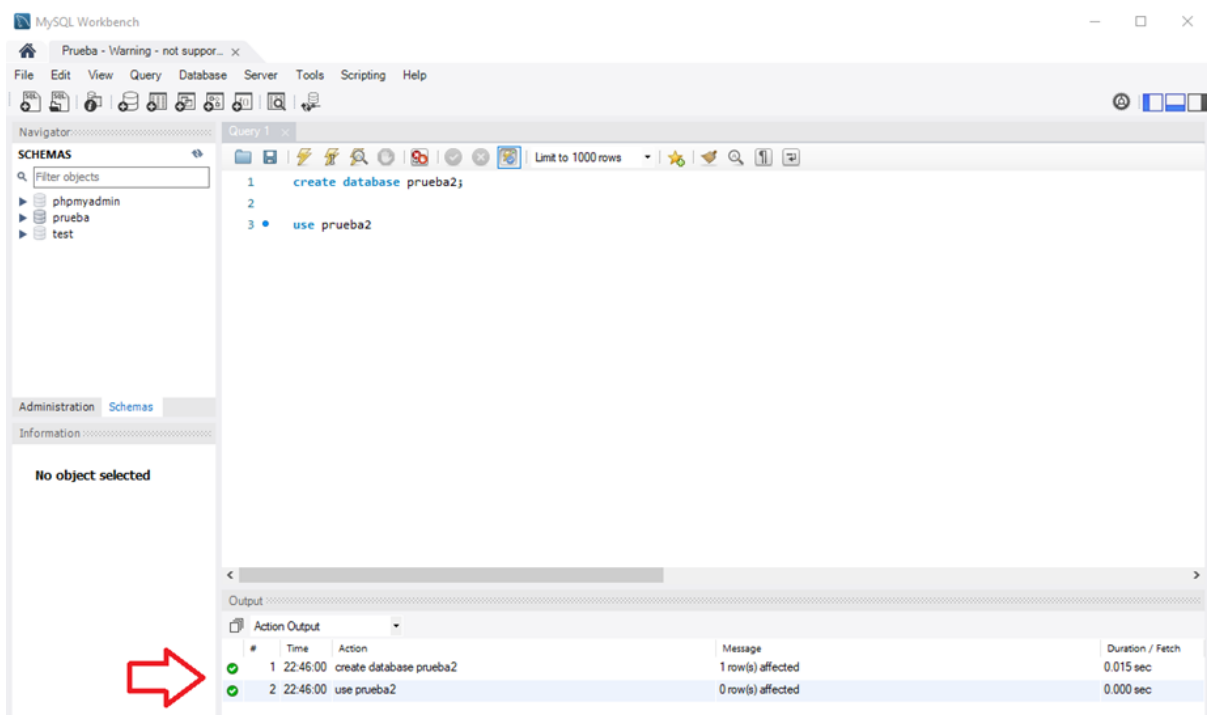 MySQL Workbench
Prueba - Warning - not suppor...
File Edit View Query Database Server Tools Scripting Help
Navigator
Query 1
SCHEMAS
Limit to 1000 rows
Filter objects
1 create database prueba2;
phpmyadmin
2
prueba
3 use prueba2
test
Administration Schemas
Information
No object selected
Output
Action Output
# Time Action Message Duration / Fetch
1 22:46:00 create database prueba2 1 row(s) affected 0.015 sec
2 22:46:00 use prueba2 0 row(s) affected 0.000 sec